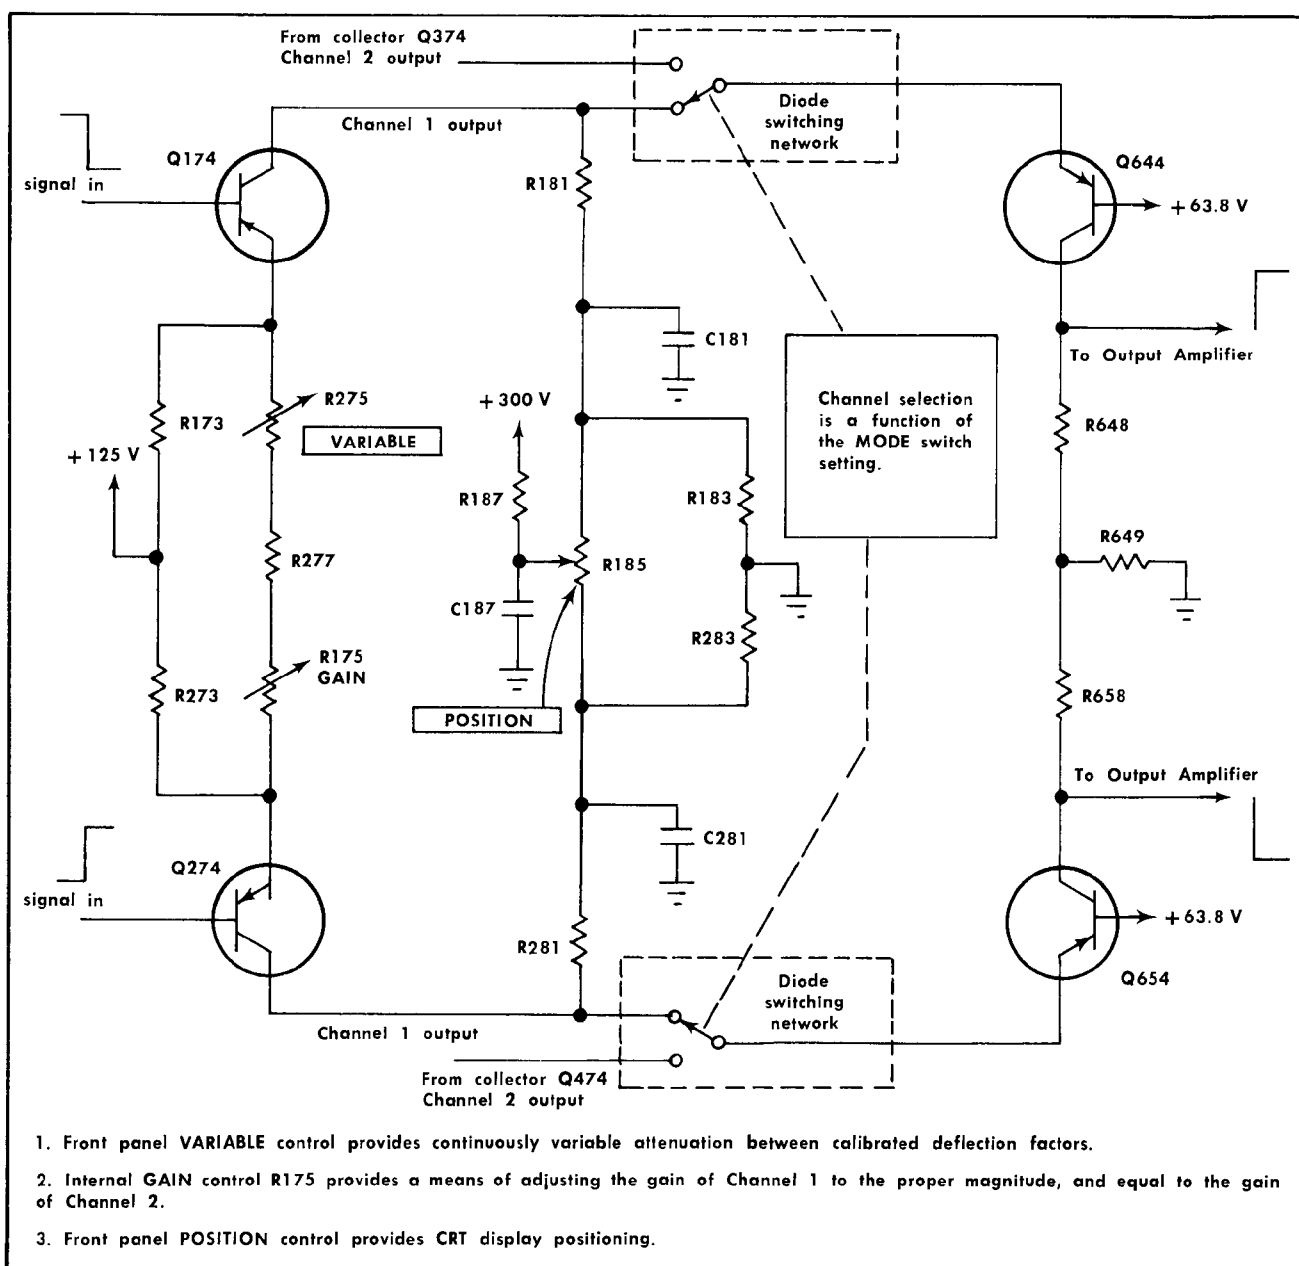 From collector Q374
Channel 2 output
Channel 1 output
Diode
switching
network
Q174
signal in
R181
Q644
+ 63.8 V
C181
To Output Amplifier
R275
VARIABLE
R173
+ 125 V
+ 300 V
Channel selection
is a function of
the MODE switch
setting.
R648
R187
R183
R649
R277
R185
C187
R283
R175
GAIN
R273
R658
POSITION
To Output Amplifier
C281
Q274
signal in
+ 63.8 V
R281
Diode
switching
network
Q654
Channel 1 output
From collector Q474
Channel 2 output
1. Front panel VARIABLE control provides continuously variable attenuation between calibrated deflection factors.
2. Internal GAIN control R175 provides a means of adjusting the gain of Channel 1 to the proper magnitude, and equal to the gain
of Channel 2.
3. Front panel POSITION control provides CRT display positioning.